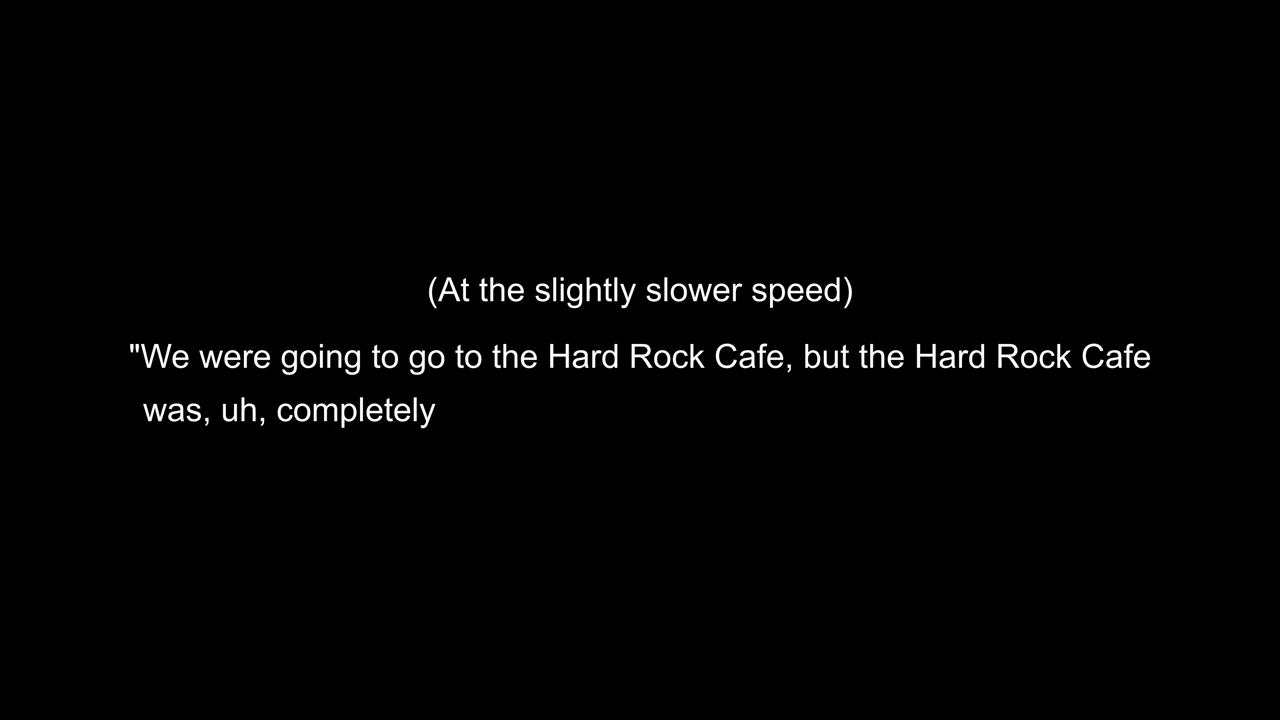 (At the slightly slower speed)
"We were going to go to the Hard Rock Cafe, but the Hard Rock Cafe
was, uh, completely